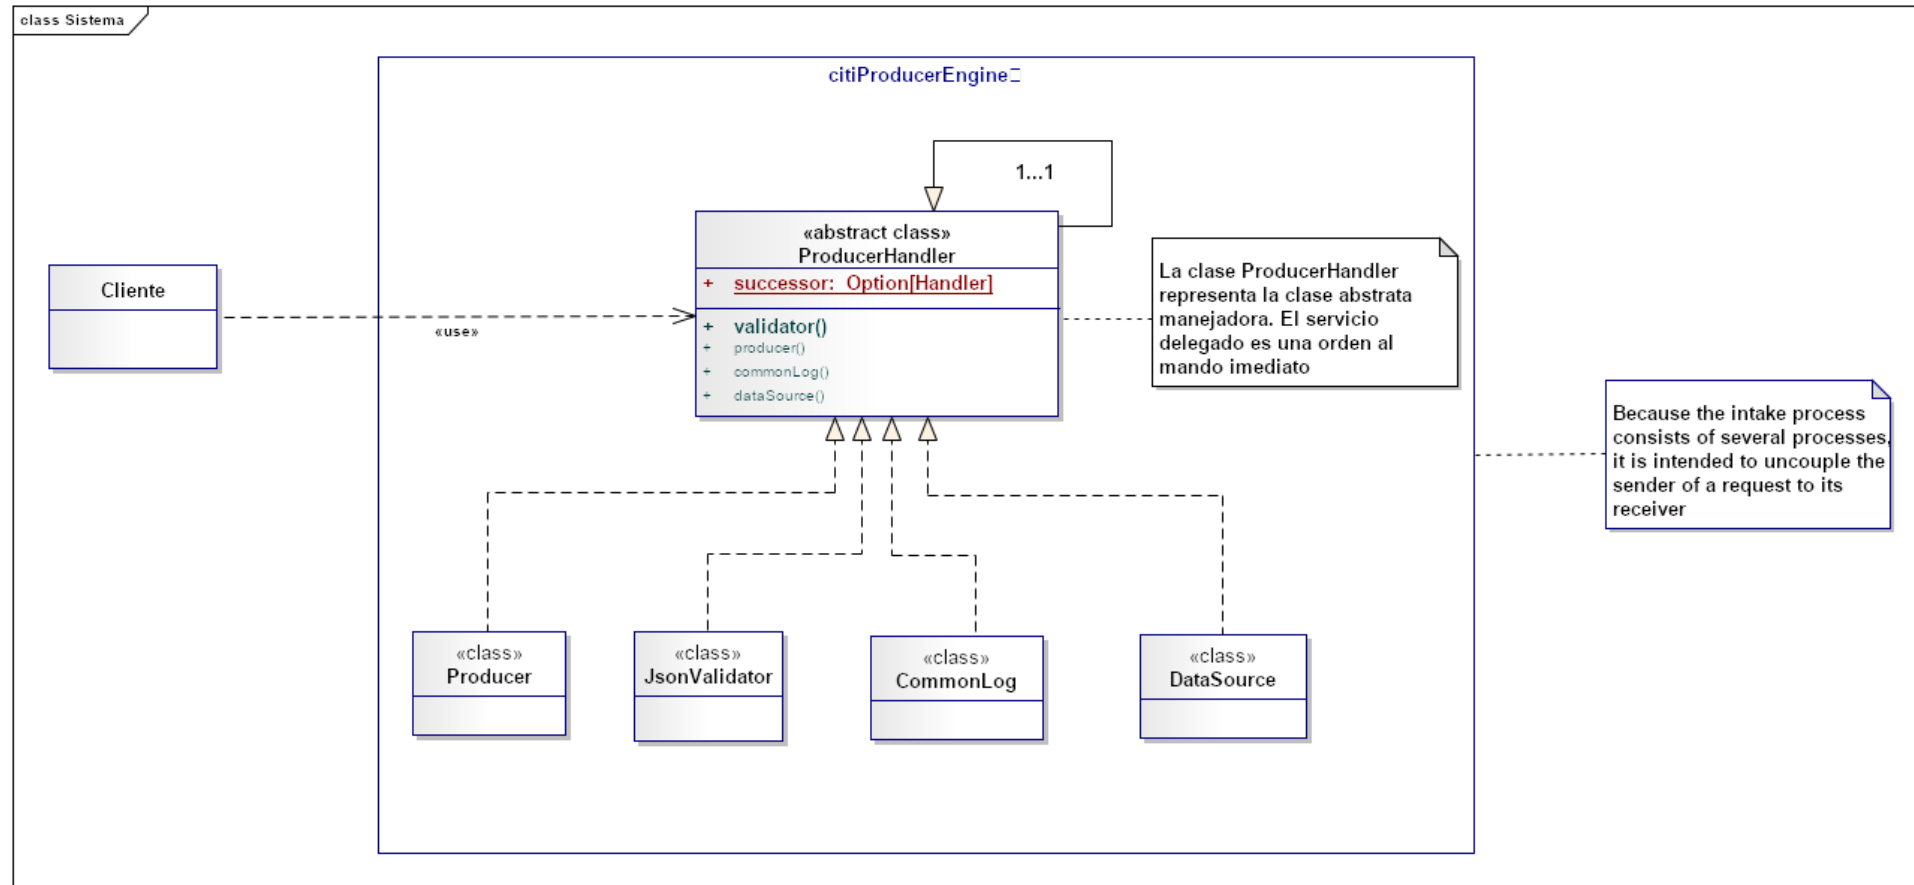 class Sistema
citiProducerEngine
1...1
«abstract class»
ProducerHandler
+ successor: Option[Handler]
+ validator()
+ producer()
+ commonLog()
+ dataSource()
Cliente
«use»
La clase ProducerHandler
representa la clase abstrata
manejadora. El servicio
delegado es una orden al
mando imediato
Because the intake process
consists of several processes,
it is intended to uncouple the
sender of a request to its
receiver
«class»
Producer
«class»
JsonValidator
«class»
CommonLog
«class»
DataSource